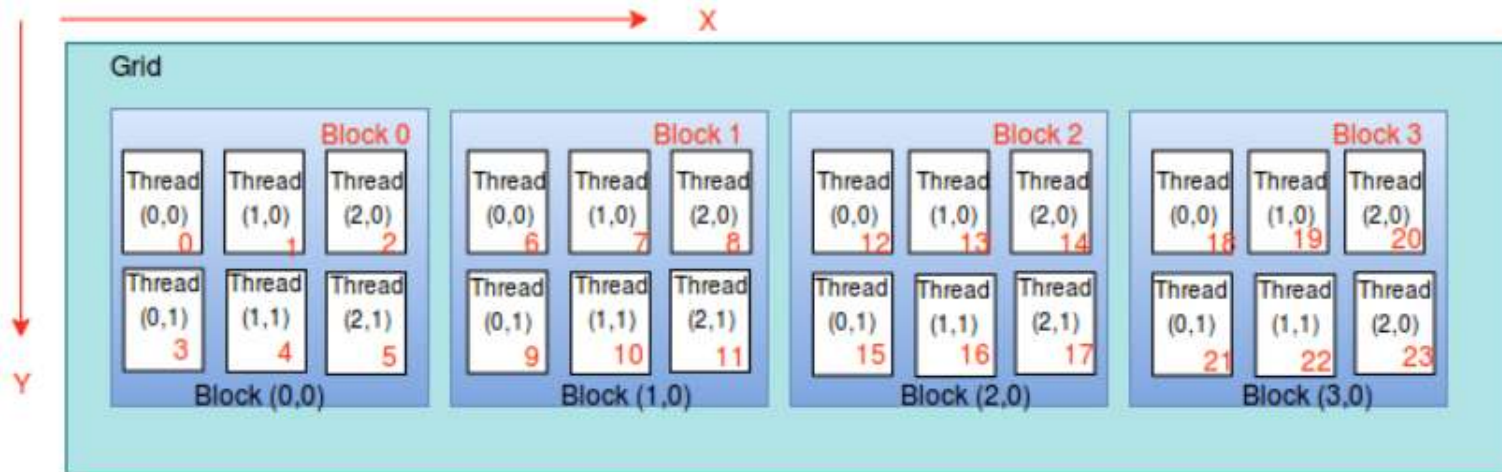 X
Y
Grid
Block 0
Thread (0,0) 0
Thread (1,0) 1
Thread (2,0) 2
Thread (0,1) 3
Thread (1,1) 4
Thread (2,1) 5
Block (0,0)
Block 1
Thread (0,0) 6
Thread (1,0) 7
Thread (2,0) 8
Thread (0,1) 9
Thread (1,1) 10
Thread (2,1) 11
Block (1,0)
Block 2
Thread (0,0) 12
Thread (1,0) 13
Thread (2,0) 14
Thread (0,1) 15
Thread (1,1) 16
Thread (2,1) 17
Block (2,0)
Block 3
Thread (0,0) 18
Thread (1,0) 19
Thread (2,0) 20
Thread (0,1) 21
Thread (1,1) 22
Thread (2,0) 23
Block (3,0)